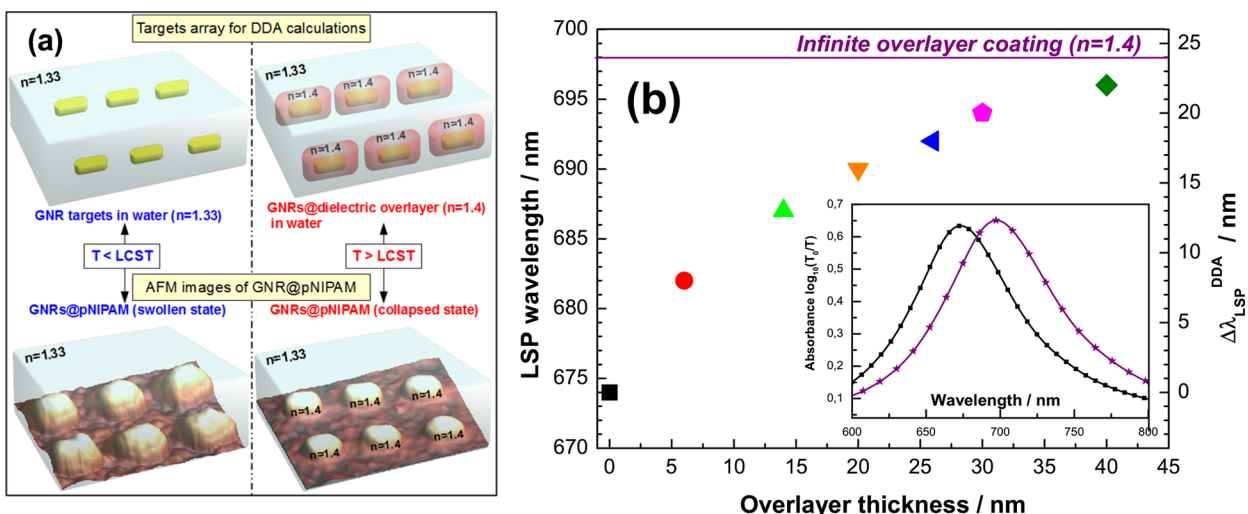 (a)
Targets array for DDA calculations
n=1.33
n=1.33
n=1.4
n=1.4
n=1.4
n=1.4
n=1.4
n=1.4
GNR targets in water (n=1.33)
GNRs@dielectric overlayer (n=1.4)
in water
T < LCST
T > LCST
AFM images of GNR@pNIPAM
GNRs@pNIPAM (swollen state)
GNRs@pNIPAM (collapsed state)
n=1.33
n=1.33
n=1.4
n=1.4
n=1.4
n=1.4
n=1.4
n=1.4
(b)
Infinite overlayer coating (n=1.4)
LSP wavelength / nm
700
695
690
685
680
675
670
0
5
10
15
20
25
30
35
40
45
Overlayer thickness / nm
25
20
15
10
5
0
Δλ_LSP^DDA / nm
Absorbance log₁₀(T₀/T)
0,7
0,6
0,5
0,4
0,3
0,2
0,1
600
650
700
750
800
Wavelength / nm